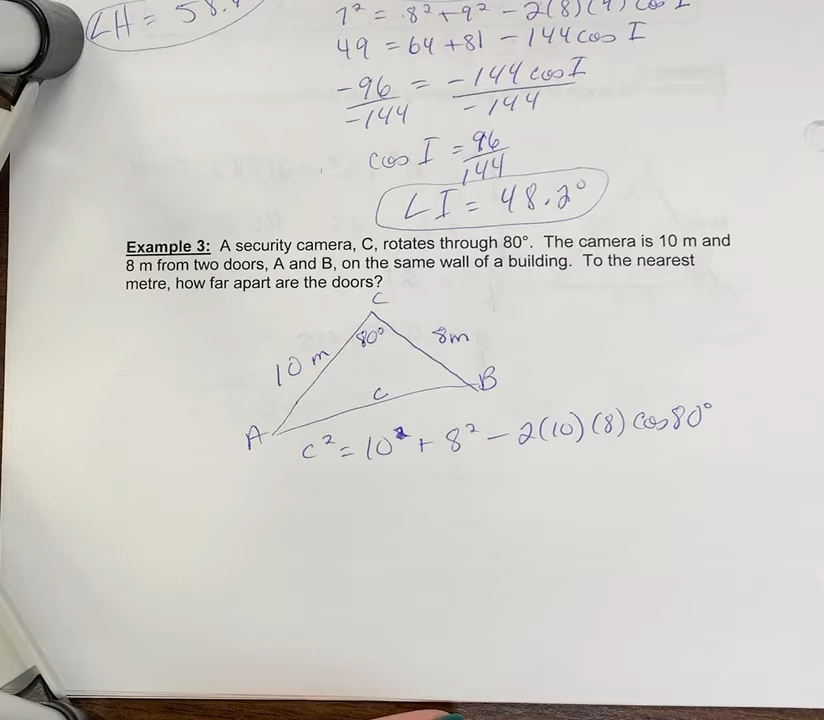 ∠H = 58.
7² = 8² + 9² - 2(8)(9) cos I
49 = 64 + 81 - 144 cos I
-96 = -144 cos I
-144 -144
cos I = 96
144
∠I = 48.2°
Example 3: A security camera, C, rotates through 80°. The camera is 10 m and
8 m from two doors, A and B, on the same wall of a building. To the nearest
metre, how far apart are the doors?
C
80°
10 m
8m
c
B
A
c² = 10² + 8² - 2(10)(8) cos 80°